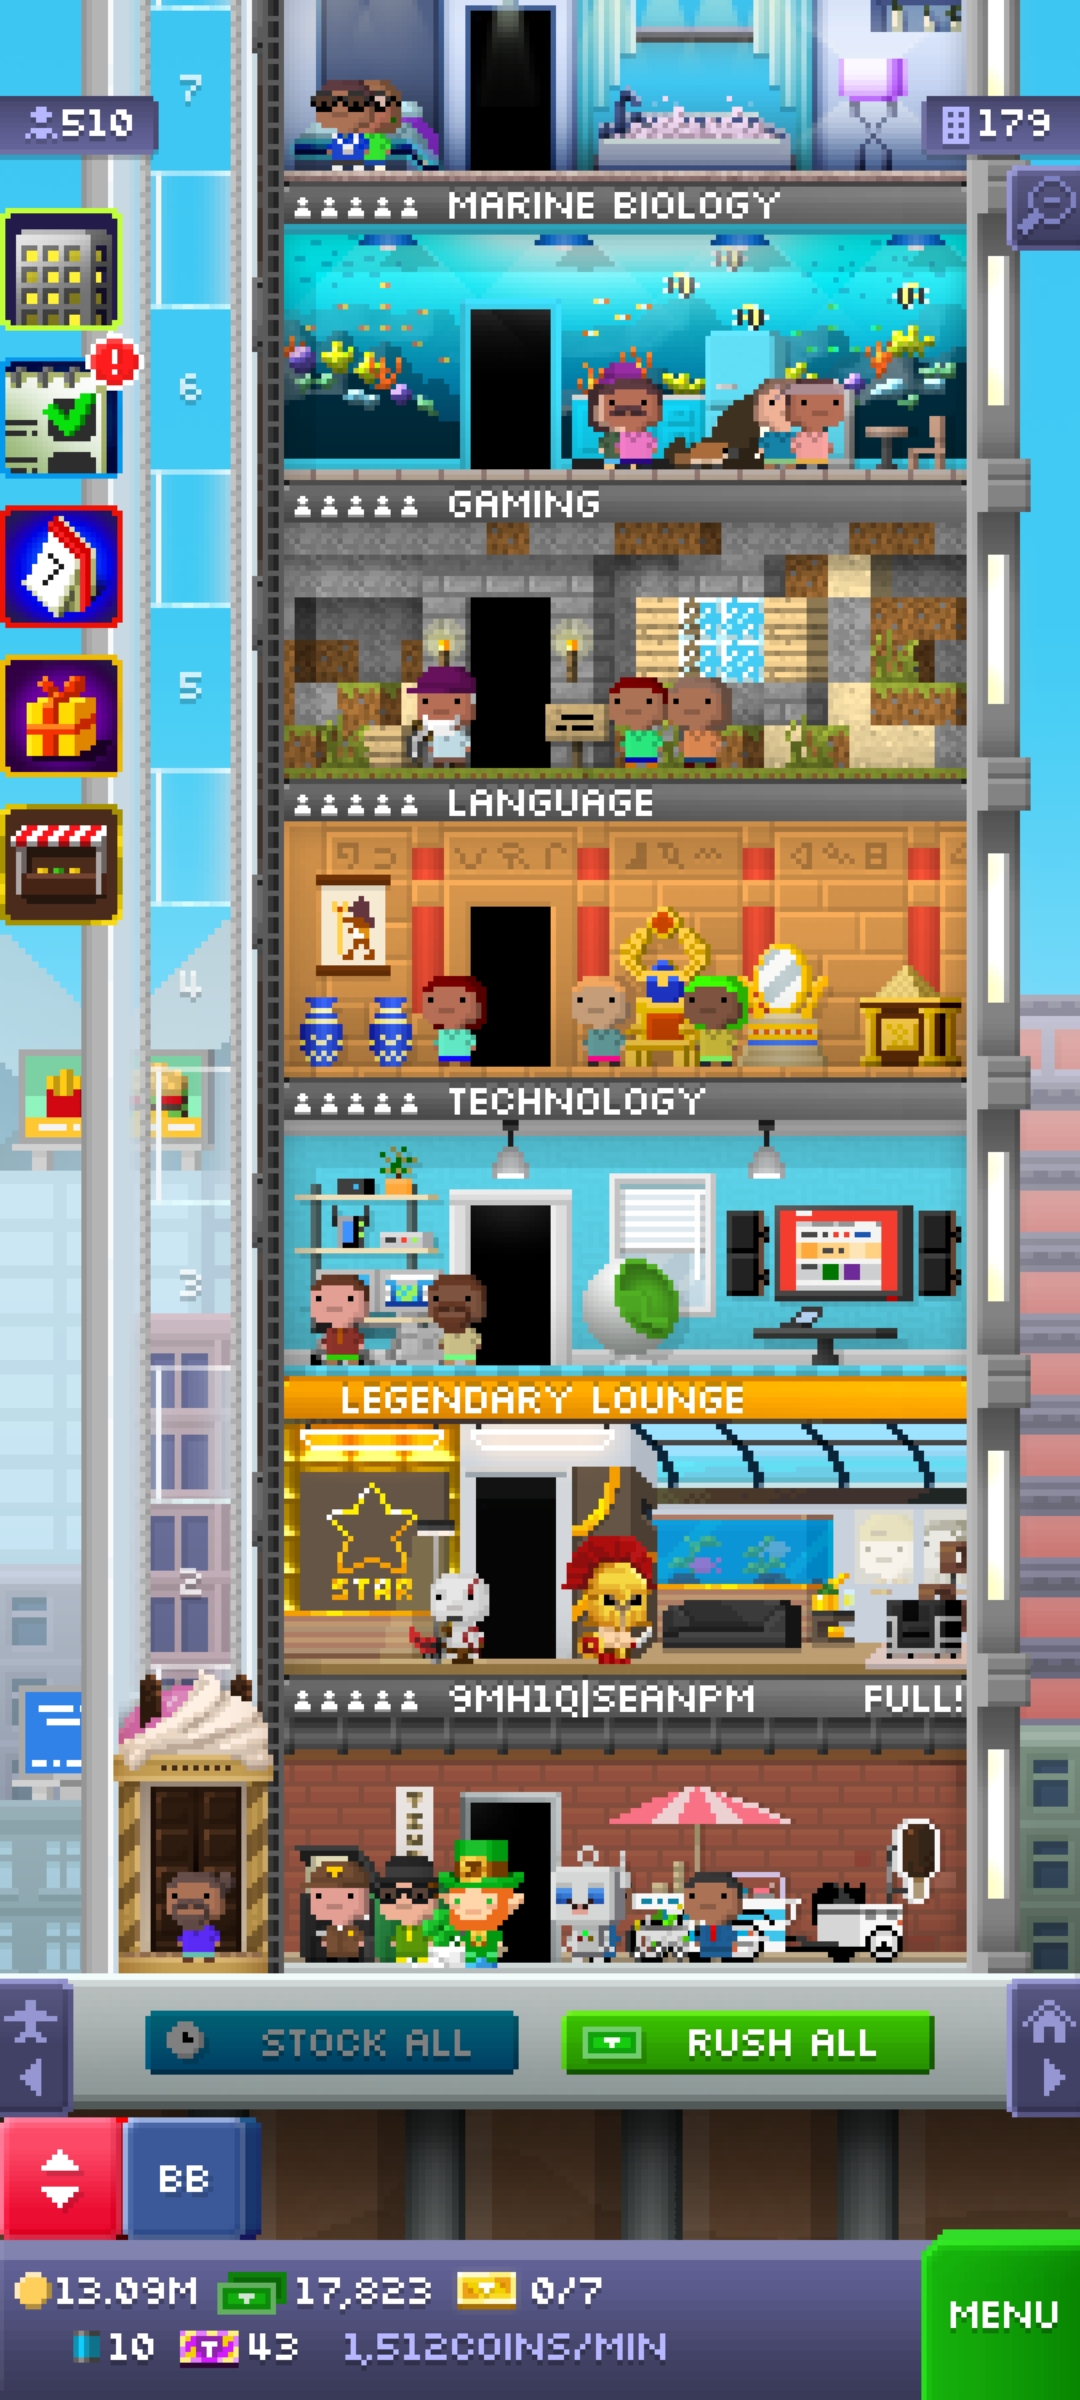 7
510
179
MARINE BIOLOGY
6
GAMING
7
5
LANGUAGE
4
TECHNOLOGY
3
LEGENDARY LOUNGE
STAR
2
9MH1Q|SEANPM FULL!
STOCK ALL
RUSH ALL
BB
13.09M 17,823 0/7
MENU
10 T 43 1,512COINS/MIN